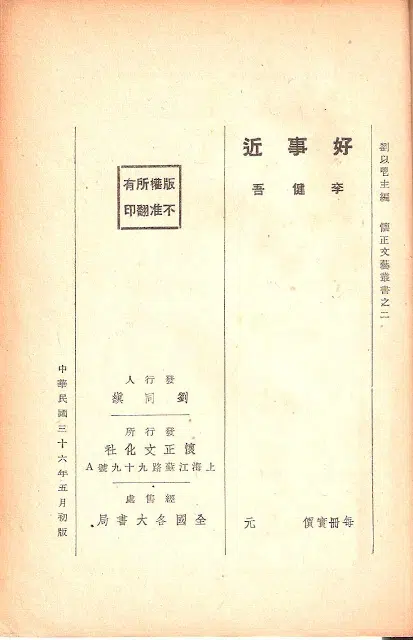 劉以鬯主編　懷正文藝叢書之二
好事近
李健吾
每冊實價　元
版權所有
不准翻印
發行人
劉同縝
發行所
懷正文化社
上海江蘇路九十九號A
經售處
全國各大書局
中華民國三十六年五月初版